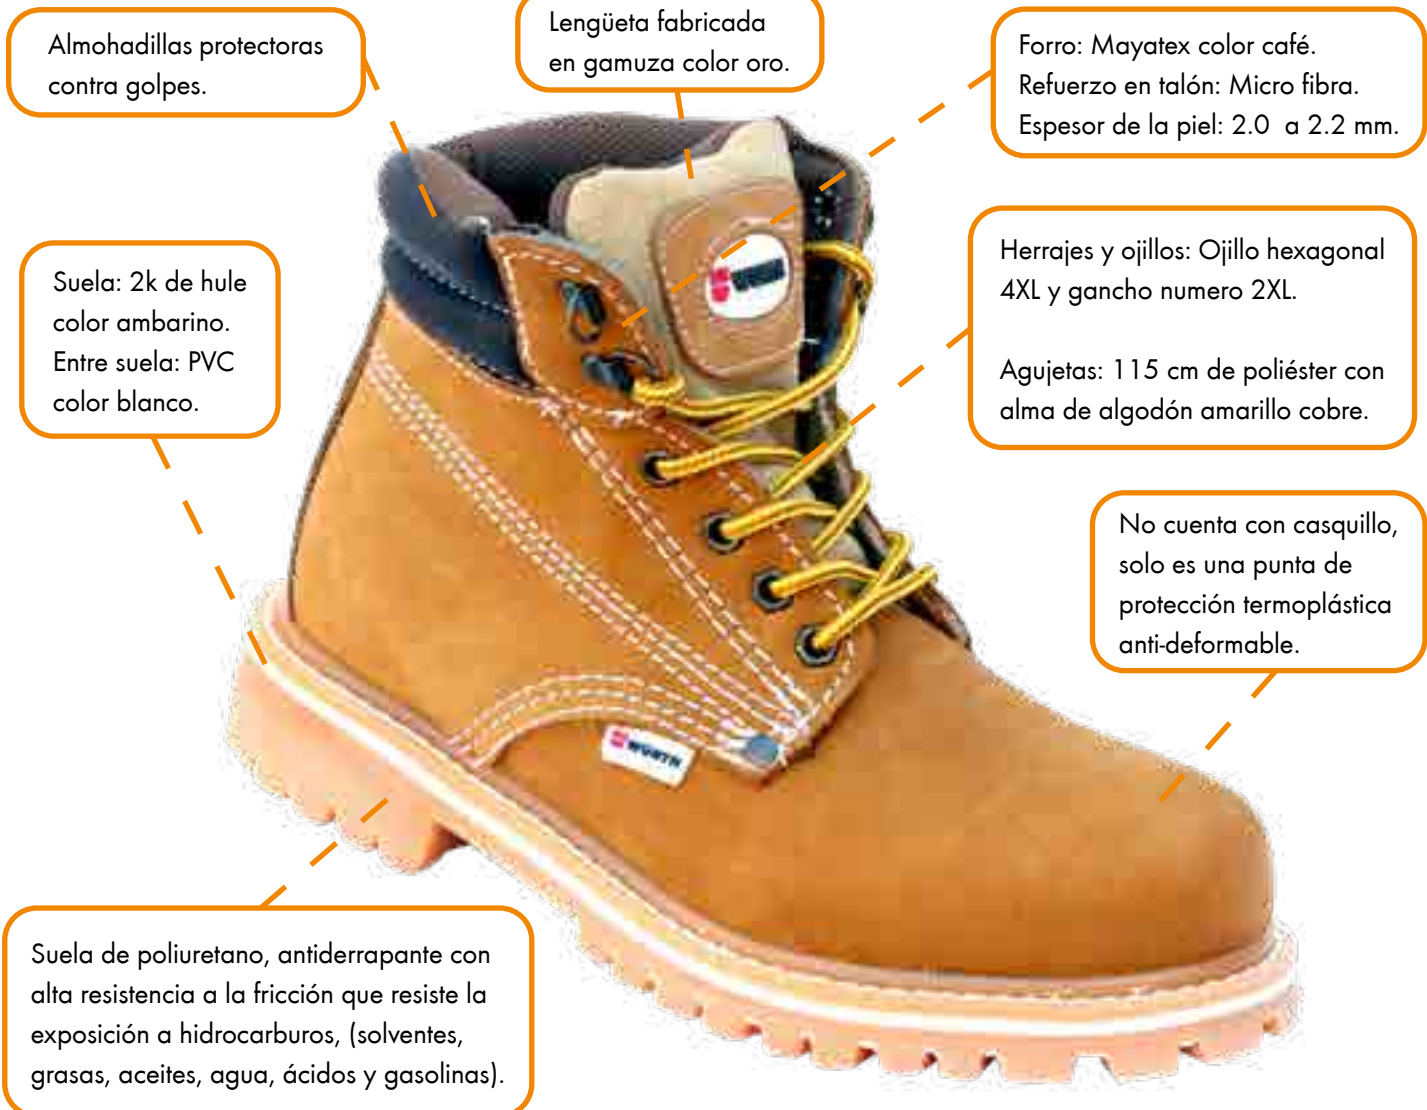 Almohadillas protectoras
contra golpes.
Lengüeta fabricada
en gamuza color oro.
Forro: Mayatex color café.
Refuerzo en talón: Micro fibra.
Espesor de la piel: 2.0 a 2.2 mm.
Suela: 2k de hule
color ambarino.
Entre suela: PVC
color blanco.
Herrajes y ojillos: Ojillo hexagonal
4XL y gancho numero 2XL.
Agujetas: 115 cm de poliéster con
alma de algodón amarillo cobre.
No cuenta con casquillo,
solo es una punta de
protección termoplástica
anti-deformable.
WURTH
Suela de poliuretano, antiderrapante con
alta resistencia a la fricción que resiste la
exposición a hidrocarburos, (solventes,
grasas, aceites, agua, ácidos y gasolinas).